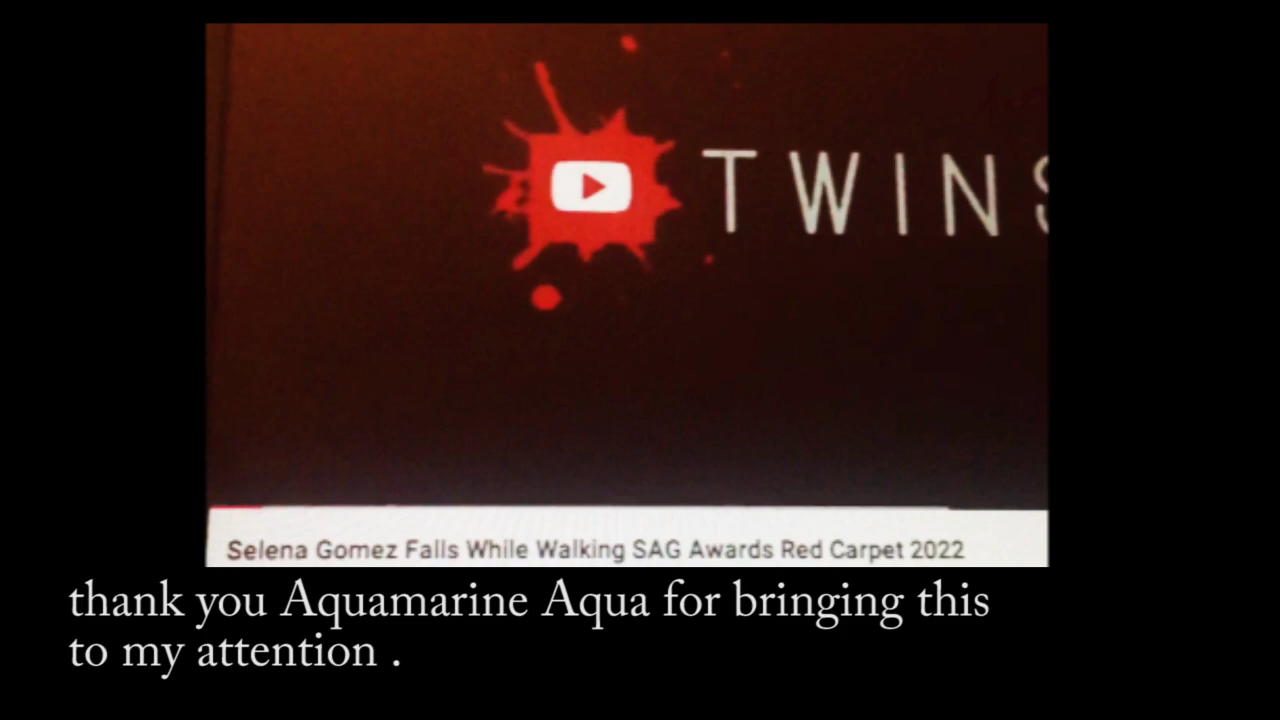 TWINS
Selena Gomez Falls While Walking SAG Awards Red Carpet 2022
thank you Aquamarine Aqua for bringing this
to my attention .